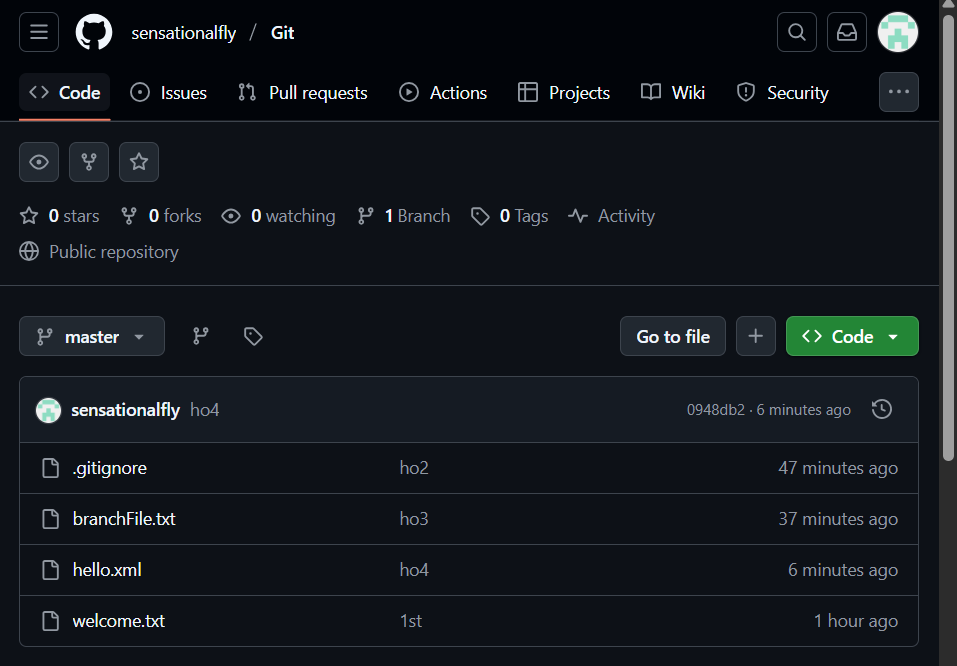 sensationalfly / Git
Code Issues Pull requests Actions Projects Wiki Security
0 stars 0 forks 0 watching 1 Branch 0 Tags Activity
Public repository
master Go to file Code
sensationalfly ho4 0948db2 · 6 minutes ago
.gitignore ho2 47 minutes ago
branchFile.txt ho3 37 minutes ago
hello.xml ho4 6 minutes ago
welcome.txt 1st 1 hour ago